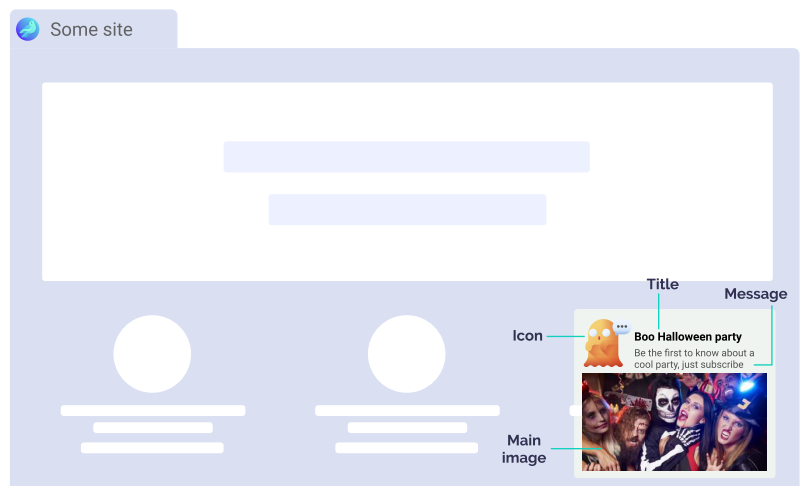 Some site
Title
Message
Icon
Boo Halloween party
Be the first to know about a
cool party, just subscribe
Main
image